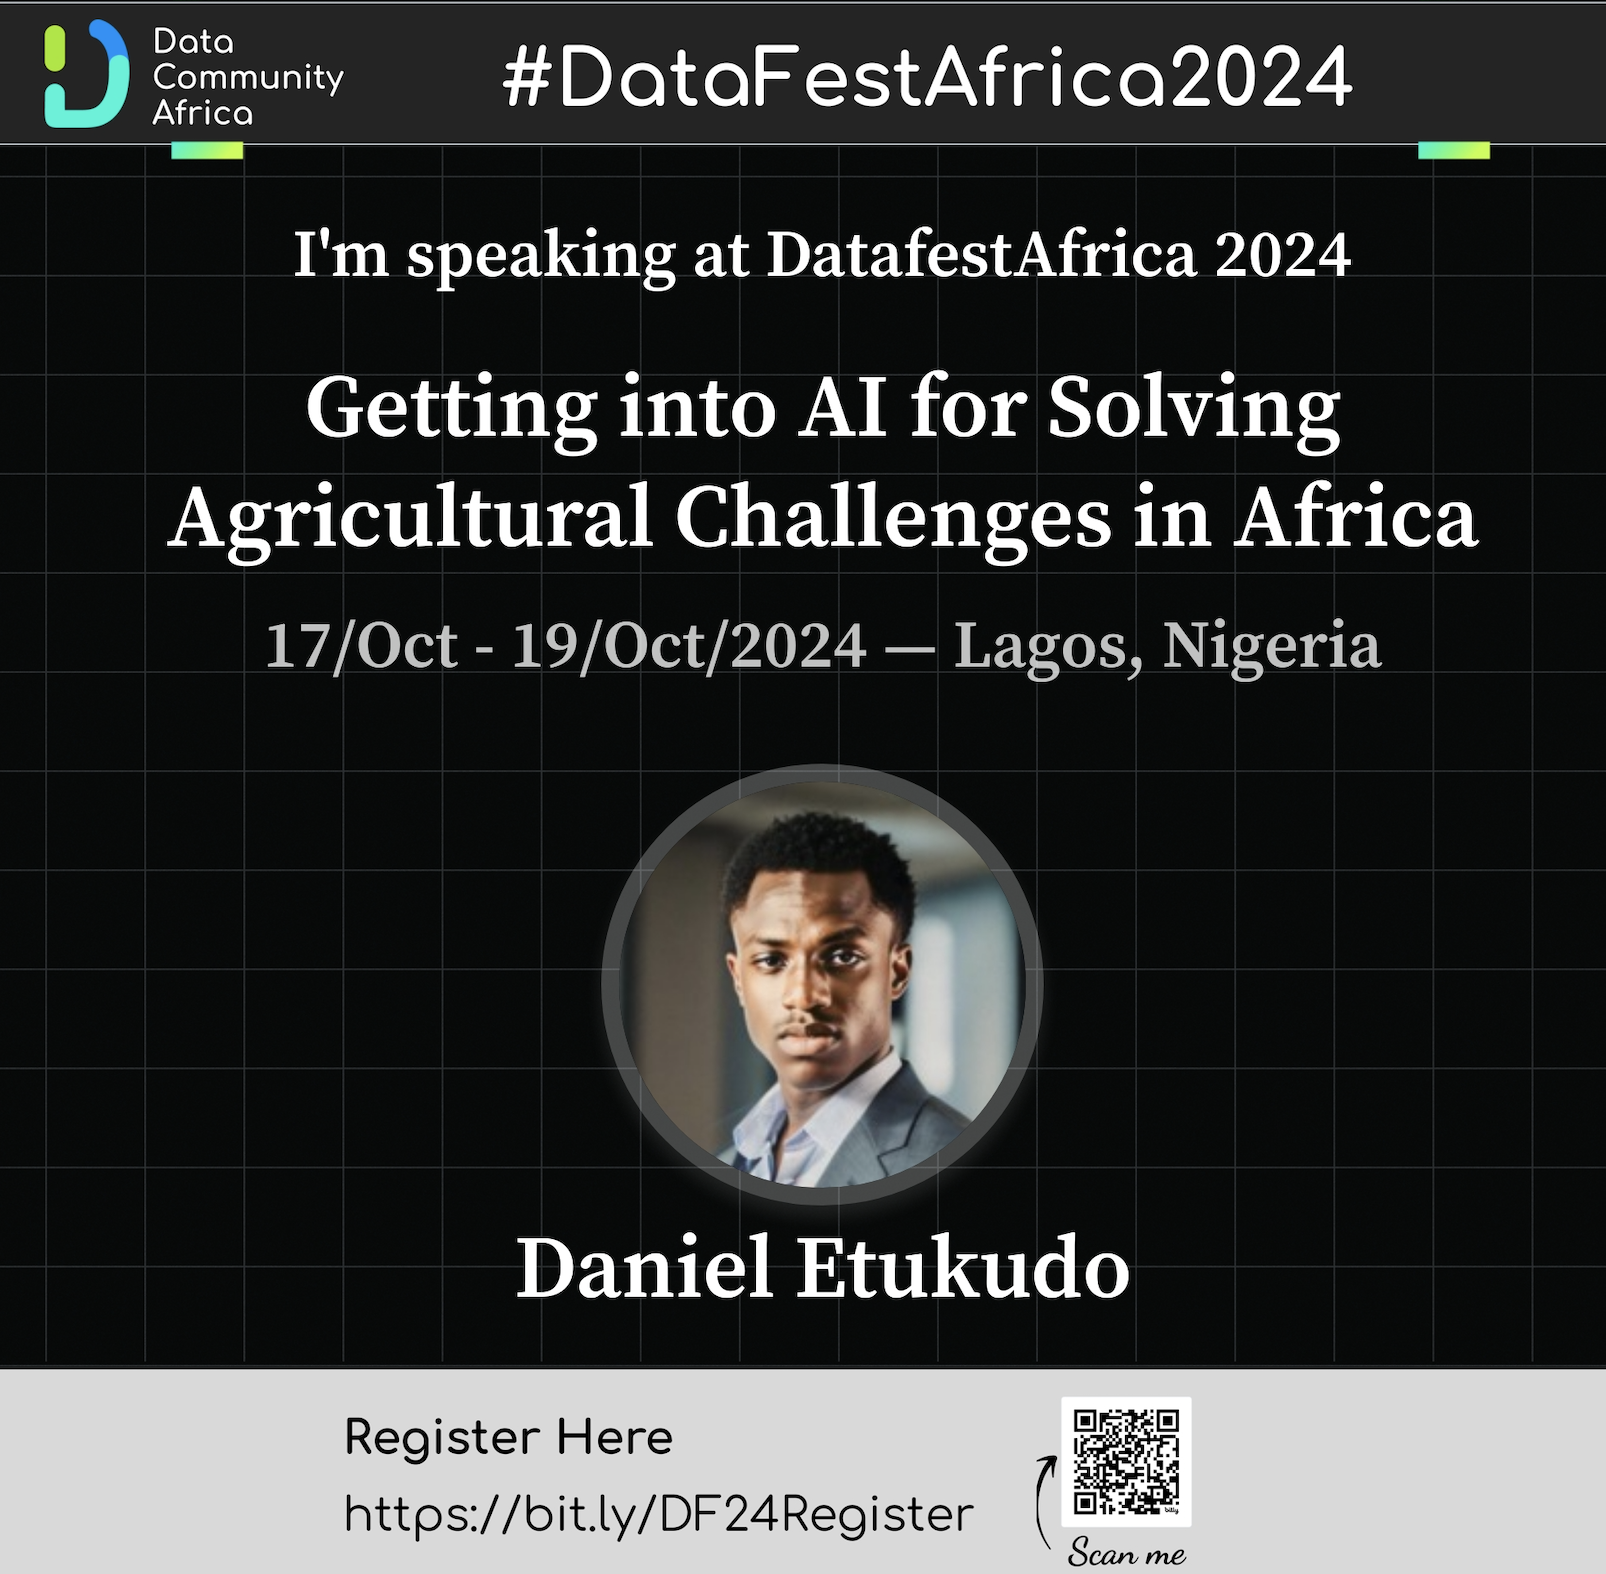 Data
Community
Africa
#DataFestAfrica2024
I'm speaking at DatafestAfrica 2024
Getting into AI for Solving
Agricultural Challenges in Africa
17/Oct - 19/Oct/2024 — Lagos, Nigeria
Daniel Etukudo
Register Here
https://bit.ly/DF24Register
bitly
Scan me